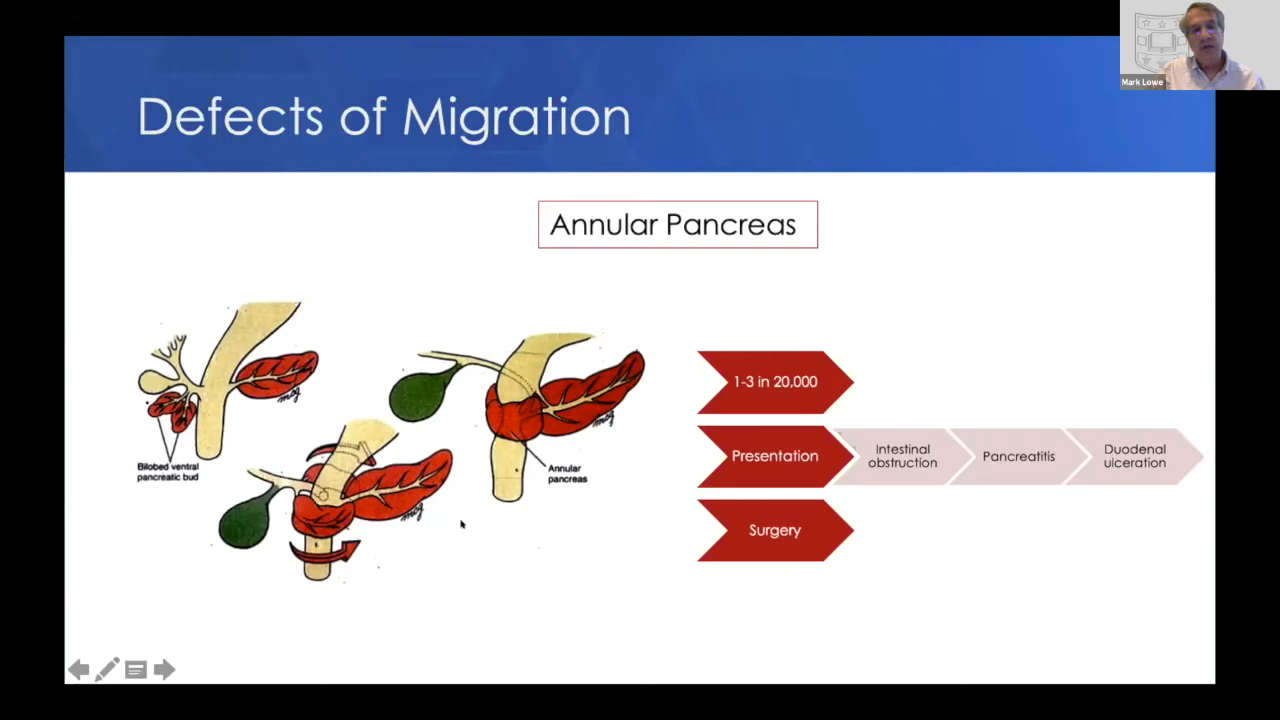 Mark Lowe
Defects of Migration
Annular Pancreas
Bilobed ventral
pancreatic bud
Annular
pancreas
1-3 in 20,000
Presentation
Intestinal
obstruction
Pancreatitis
Duodenal
ulceration
Surgery